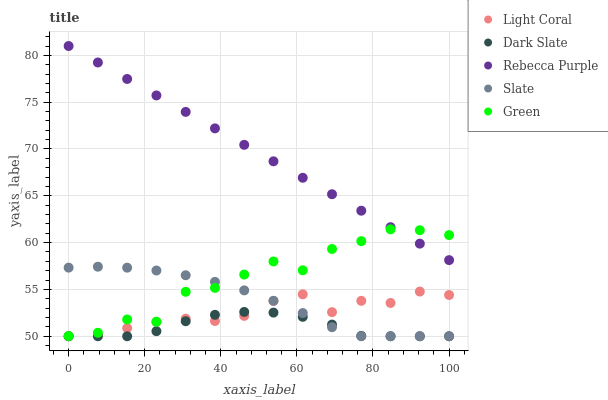 title
Light Coral
Dark Slate
Rebecca Purple
Slate
Green
yaxis_label
80
75
70
65
60
55
50
0 20 40 60 80 100
xaxis_label